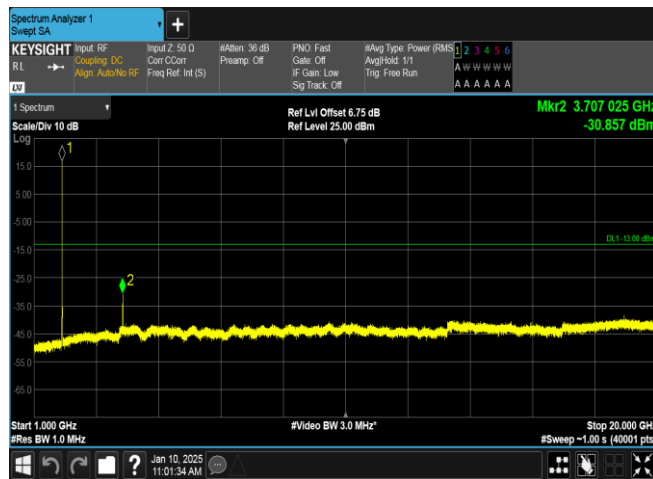 Spectrum Analyzer 1
Swept SA
+
KEYSIGHT
RL
LXI
Input: RF
Coupling: DC
Align: Auto/No RF
Input Z: 50 Ω
Corr CCorr
Freq Ref: Int (S)
#Atten: 36 dB
Preamp: Off
PNO: Fast
Gate: Off
IF Gain: Low
Sig Track: Off
#Avg Type: Power (RMS
Avg|Hold: 1/1
Trig: Free Run
1 2 3 4 5 6
A W W W W W
A A A A A A
1 Spectrum
Scale/Div 10 dB
Log
Ref Lvl Offset 6.75 dB
Ref Level 25.00 dBm
Mkr2 3.707 025 GHz
-30.857 dBm
1
15.0
5.00
-5.00
DL1 -13.00 dBm
-15.0
-25.0
2
-35.0
-45.0
-55.0
-65.0
Start 1.000 GHz
#Res BW 1.0 MHz
#Video BW 3.0 MHz*
Stop 20.000 GHz
#Sweep ~1.00 s (40001 pts
?
Jan 10, 2025
11:01:34 AM